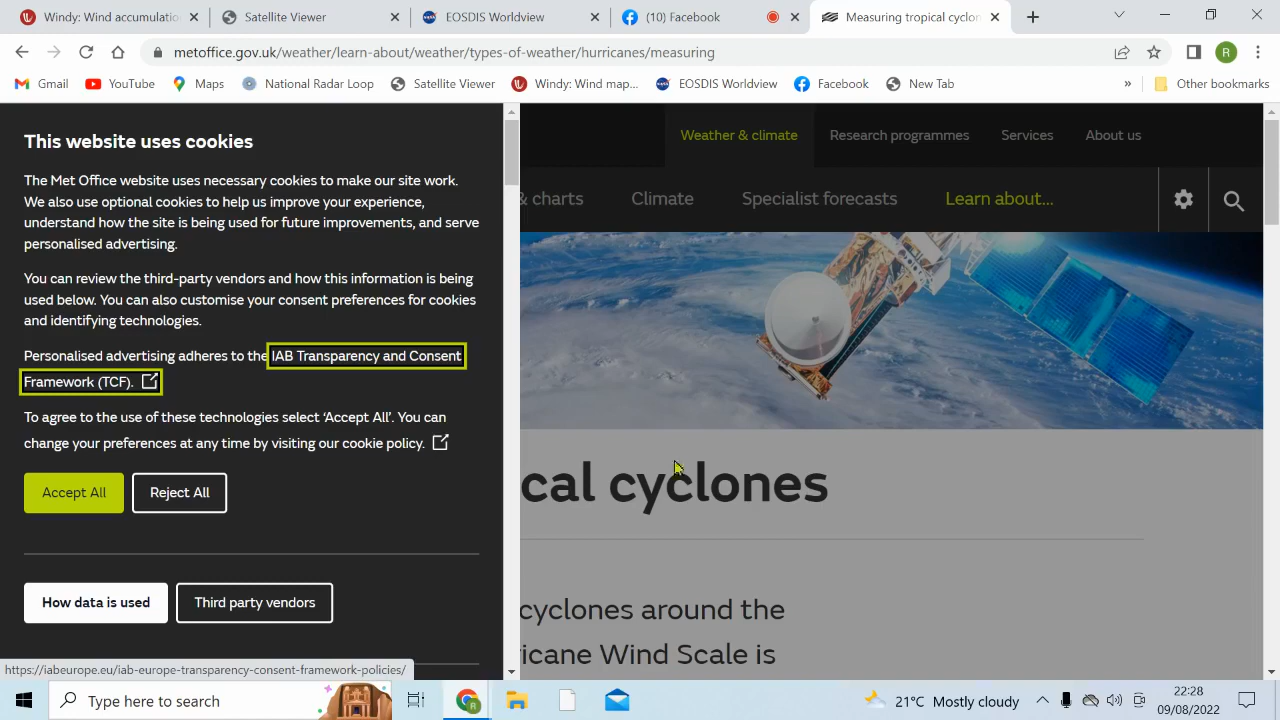 Windy: Wind accumulati
Satellite Viewer
EOSDIS Worldview
(10) Facebook
Measuring tropical cyclon
metoffice.gov.uk/weather/learn-about/weather/types-of-weather/hurricanes/measuring
R
Gmail
YouTube
Maps
National Radar Loop
Satellite Viewer
Windy: Wind map...
EOSDIS Worldview
Facebook
New Tab
»
Other bookmarks
This website uses cookies
The Met Office website uses necessary cookies to make our site work.
We also use optional cookies to help us improve your experience,
understand how the site is being used for future improvements, and serve
personalised advertising.
You can review the third-party vendors and how this information is being
used below. You can also customise your consent preferences for cookies
and identifying technologies.
Personalised advertising adheres to the IAB Transparency and Consent
Framework (TCF).
To agree to the use of these technologies select ‘Accept All’. You can
change your preferences at any time by visiting our cookie policy.
Accept All
Reject All
How data is used
Third party vendors
https://iabeurope.eu/iab-europe-transparency-consent-framework-policies/
Weather & climate
Research programmes
Services
About us
& charts
Climate
Specialist forecasts
Learn about...
cal cyclones
cyclones around the
icane Wind Scale is
Type here to search
R
21°C Mostly cloudy
22:28
09/08/2022